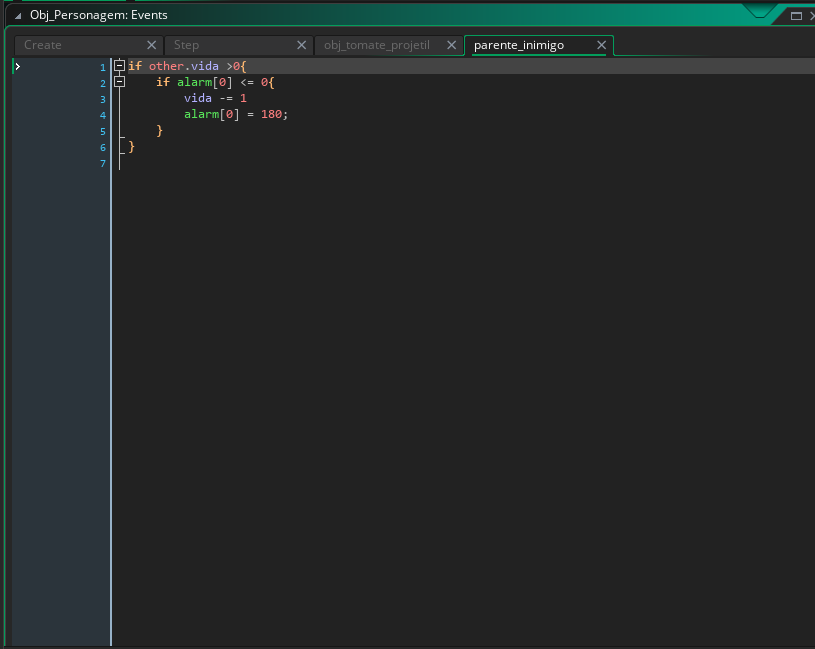 Obj_Personagem: Events
Create Step obj_tomate_projetil parente_inimigo
1 if other.vida >0{
2 if alarm[0] <= 0{
3 vida -= 1
4 alarm[0] = 180;
5 }
6 }
7